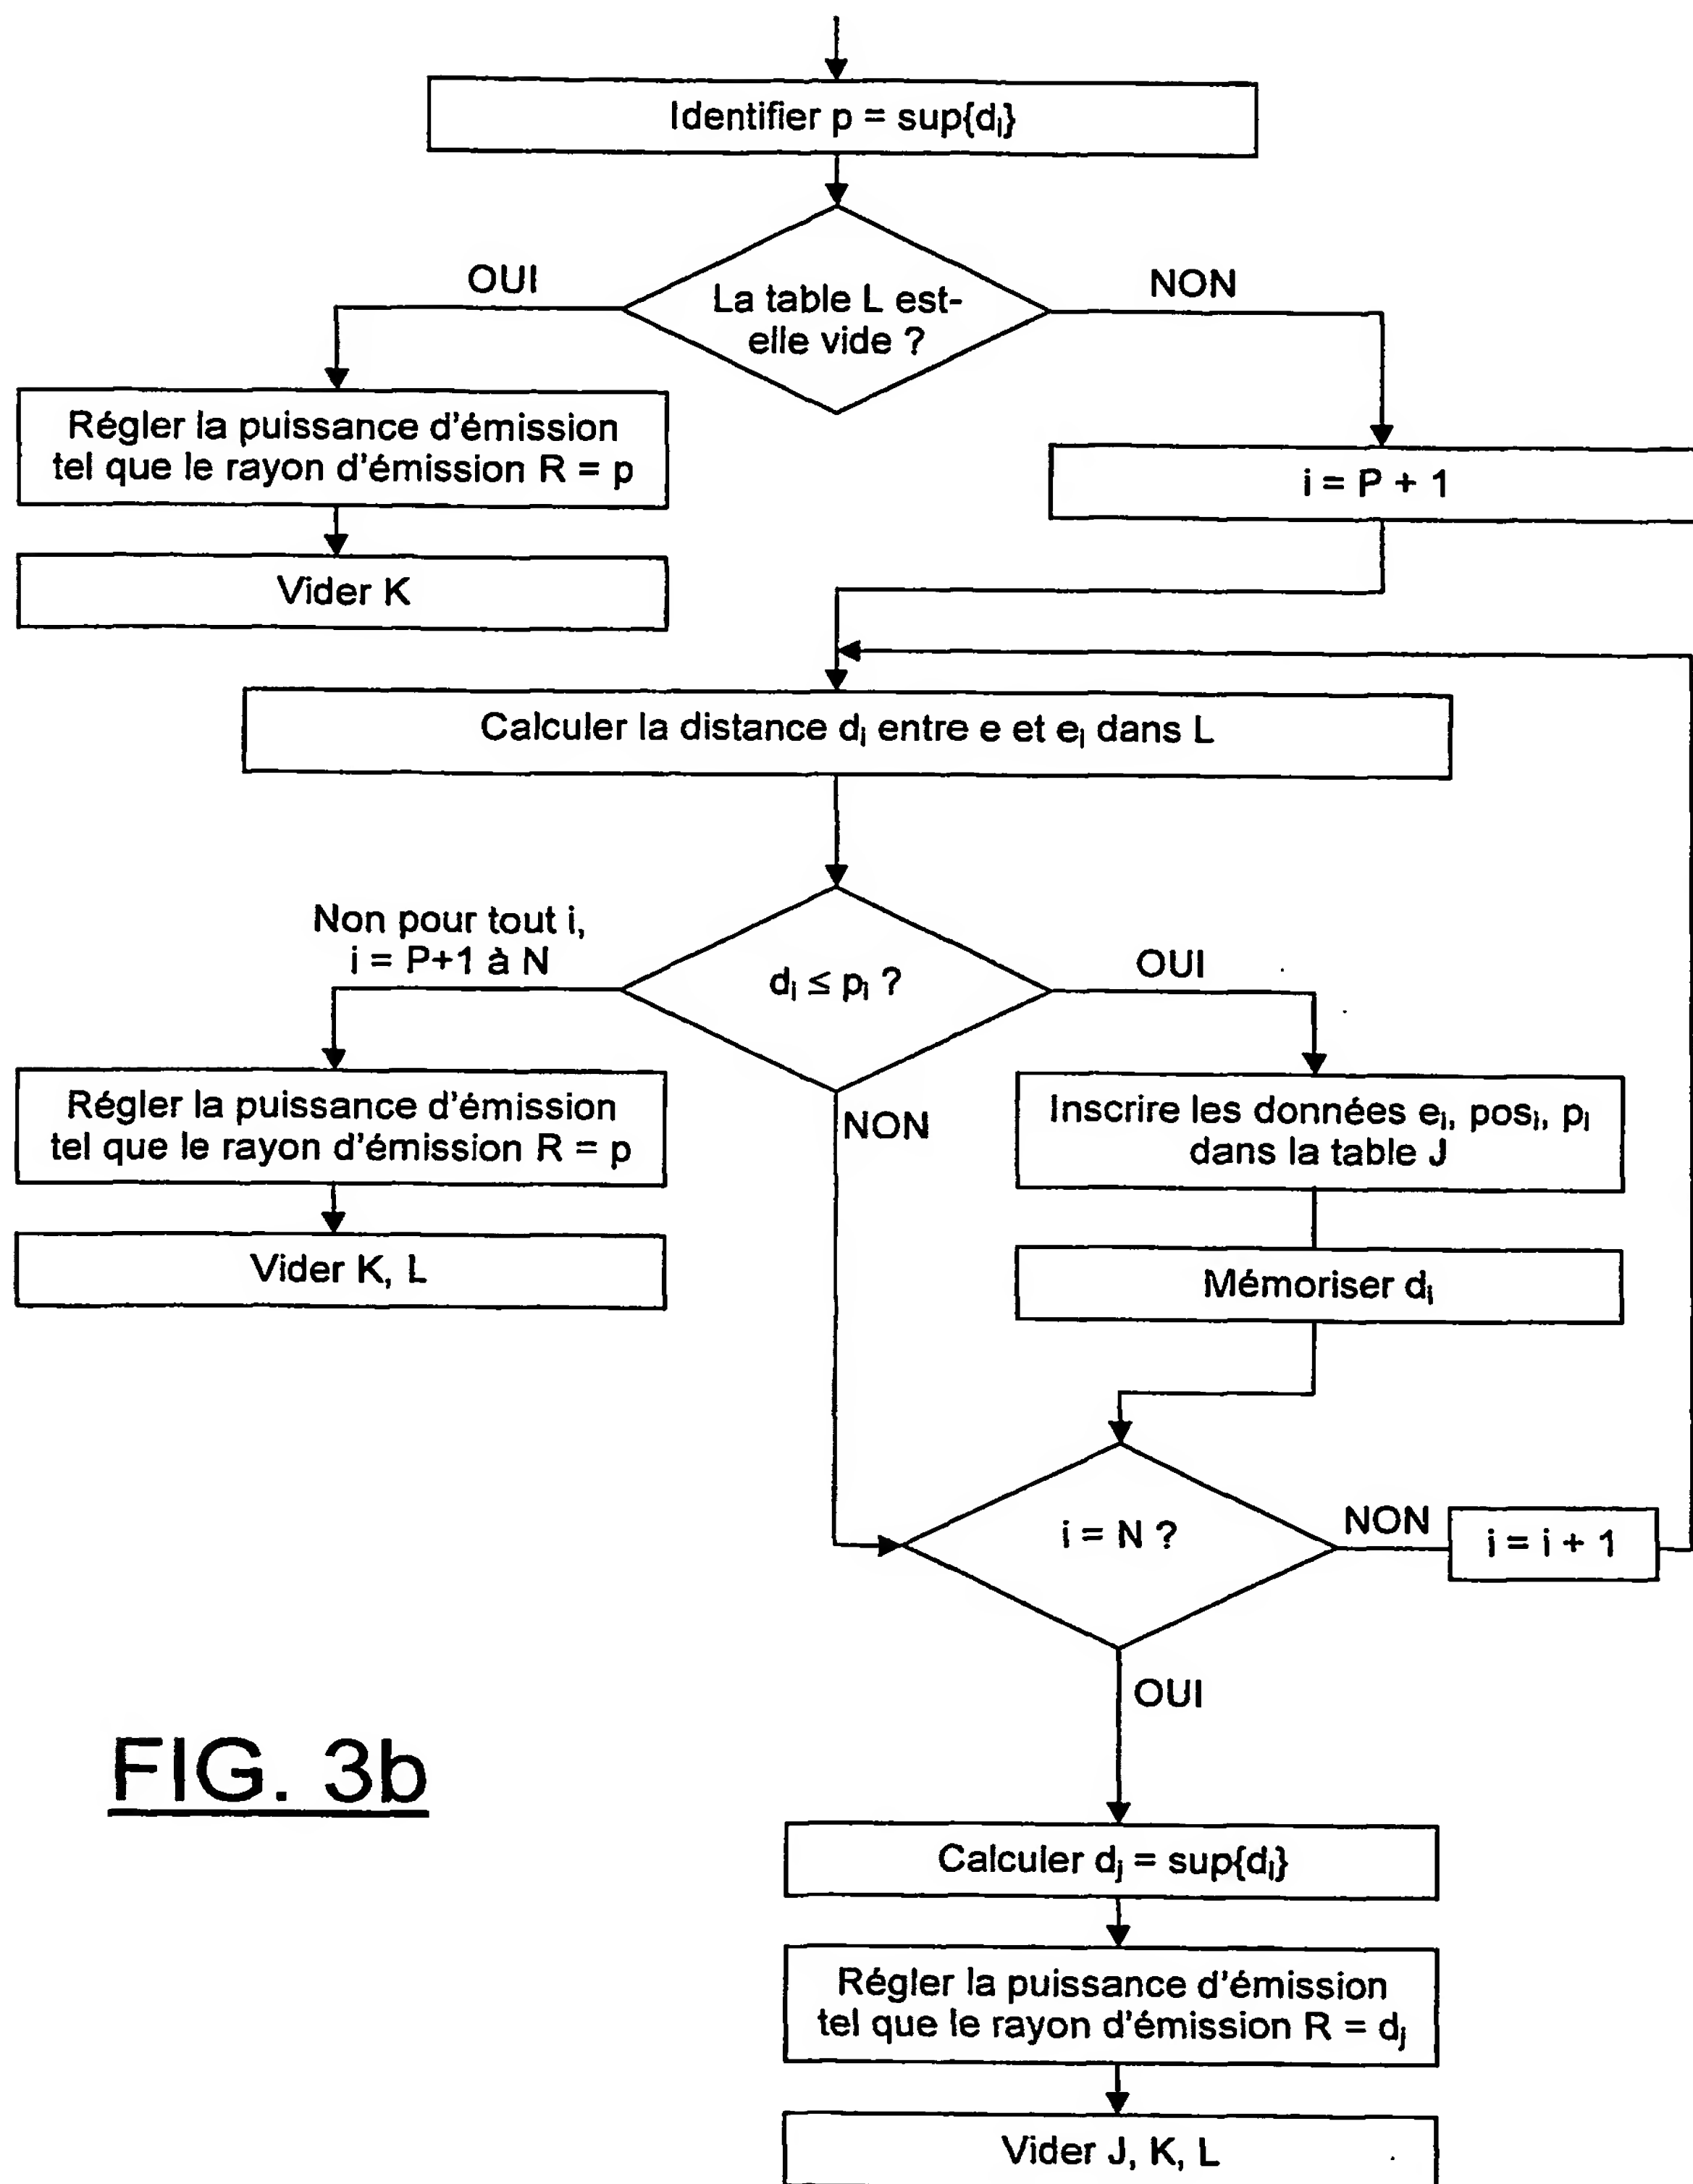 Identifier p = sup{dᵢ}
La table L est-
elle vide ?
OUI
NON
Régler la puissance d'émission
tel que le rayon d'émission R = p
i = P + 1
Vider K
Calculer la distance dᵢ entre e et eᵢ dans L
Non pour tout i,
i = P+1 à N
dᵢ ≤ pᵢ ?
OUI
NON
Régler la puissance d'émission
tel que le rayon d'émission R = p
Inscrire les données eᵢ, posᵢ, pᵢ
dans la table J
Vider K, L
Mémoriser dᵢ
i = N ?
NON
i = i + 1
OUI
FIG. 3b
Calculer dⱼ = sup{dᵢ}
Régler la puissance d'émission
tel que le rayon d'émission R = dⱼ
Vider J, K, L